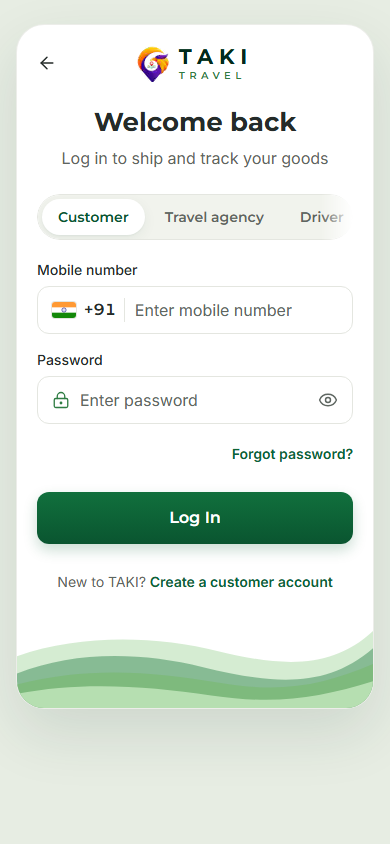 TAKI
TRAVEL
Welcome back
Log in to ship and track your goods
Customer Travel agency Driver
Mobile number
+91 Enter mobile number
Password
Enter password
Forgot password?
Log In
New to TAKI? Create a customer account